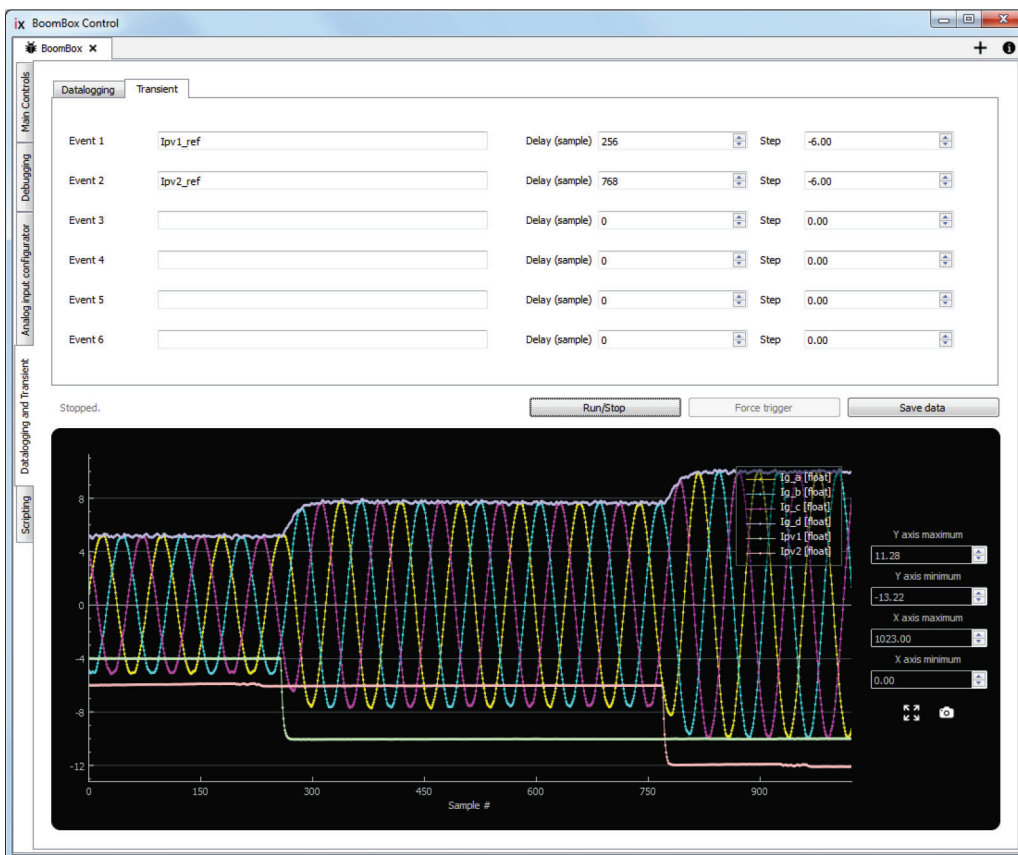 ix BoomBox Control
BoomBox
Main Controls
Debugging
Analog input configurator
Datalogging and Transient
Scripting
Datalogging Transient
Event 1 Ipv1_ref Delay (sample) 256 Step -6.00
Event 2 Ipv2_ref Delay (sample) 768 Step -6.00
Event 3 Delay (sample) 0 Step 0.00
Event 4 Delay (sample) 0 Step 0.00
Event 5 Delay (sample) 0 Step 0.00
Event 6 Delay (sample) 0 Step 0.00
Stopped. Run/Stop Force trigger Save data
8
4
0
-4
-8
-12
0 150 300 450 600 750 900
Sample #
Ig_a [float]
Ig_b [float]
Ig_c [float]
Ig_d [float]
Ipv1 [float]
Ipv2 [float]
Y axis maximum
11.28
Y axis minimum
-13.22
X axis maximum
1023.00
X axis minimum
0.00